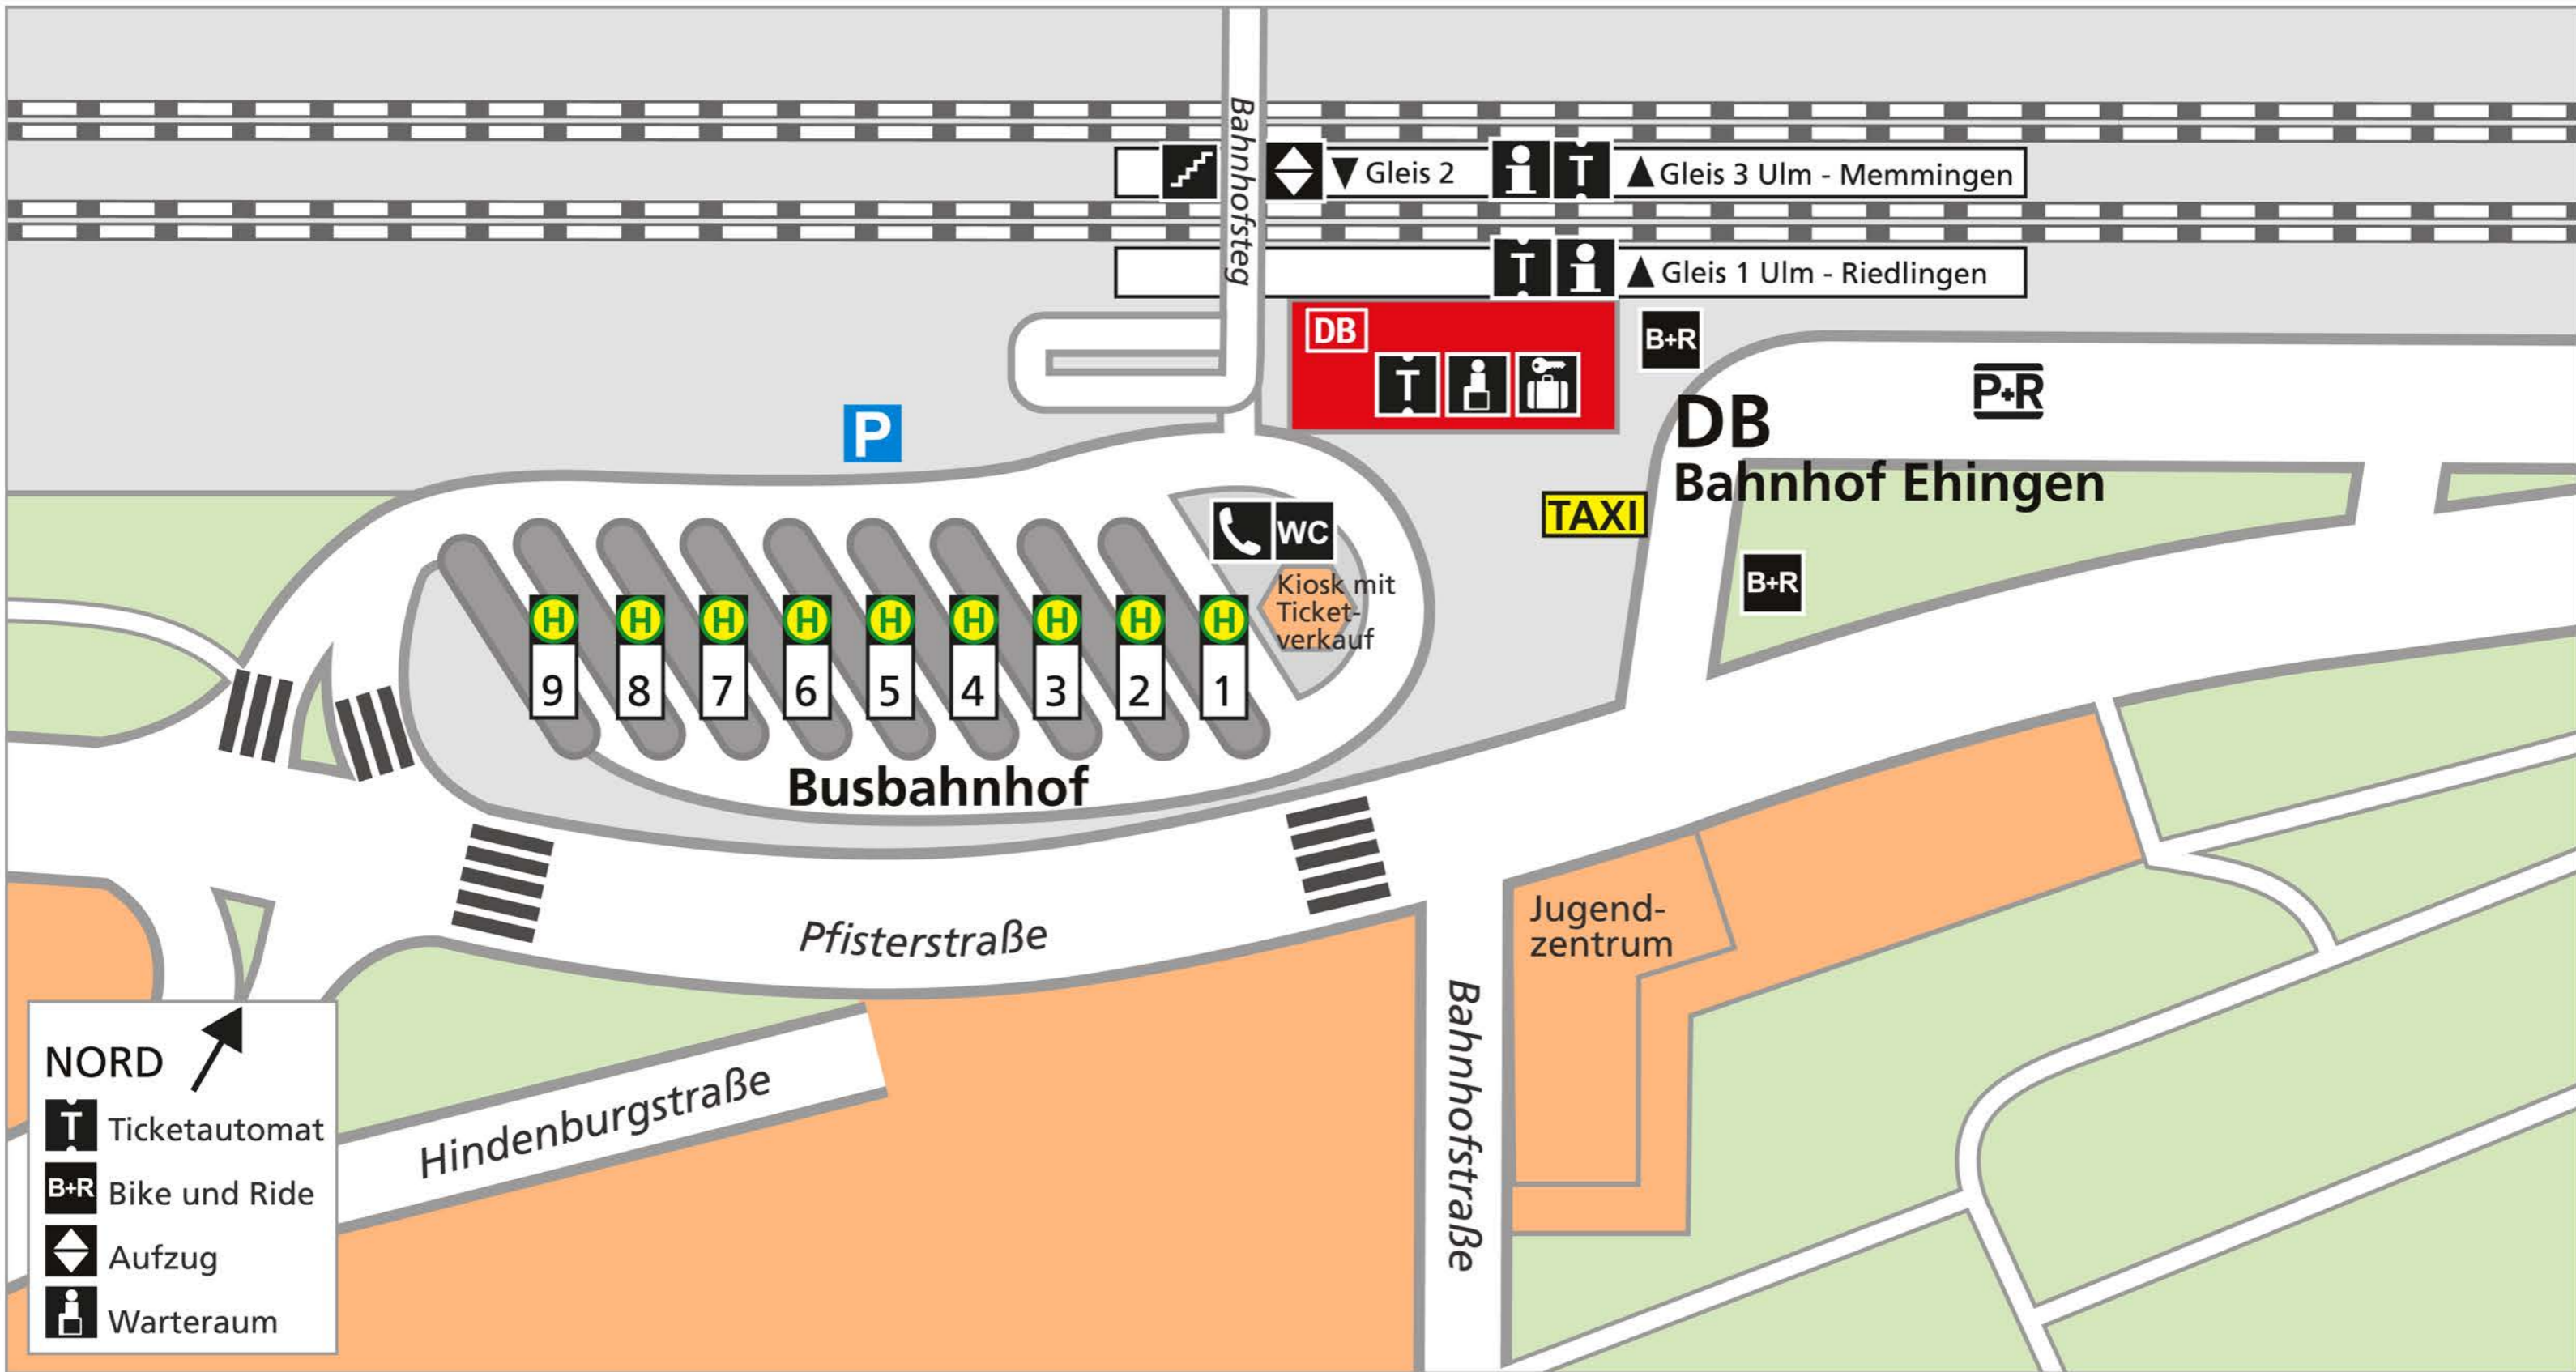 Bahnhofsteg
Gleis 2
i
T
Gleis 3 Ulm - Memmingen
T
i
Gleis 1 Ulm - Riedlingen
DB
T
B+R
P+R
P
DB
Bahnhof Ehingen
TAXI
WC
B+R
Kiosk mit
Ticket-
verkauf
H H H H H H H H H
9 8 7 6 5 4 3 2 1
Busbahnhof
Pfisterstraße
Jugend-
zentrum
Bahnhofstraße
Hindenburgstraße
NORD
T Ticketautomat
B+R Bike und Ride
Aufzug
Warteraum